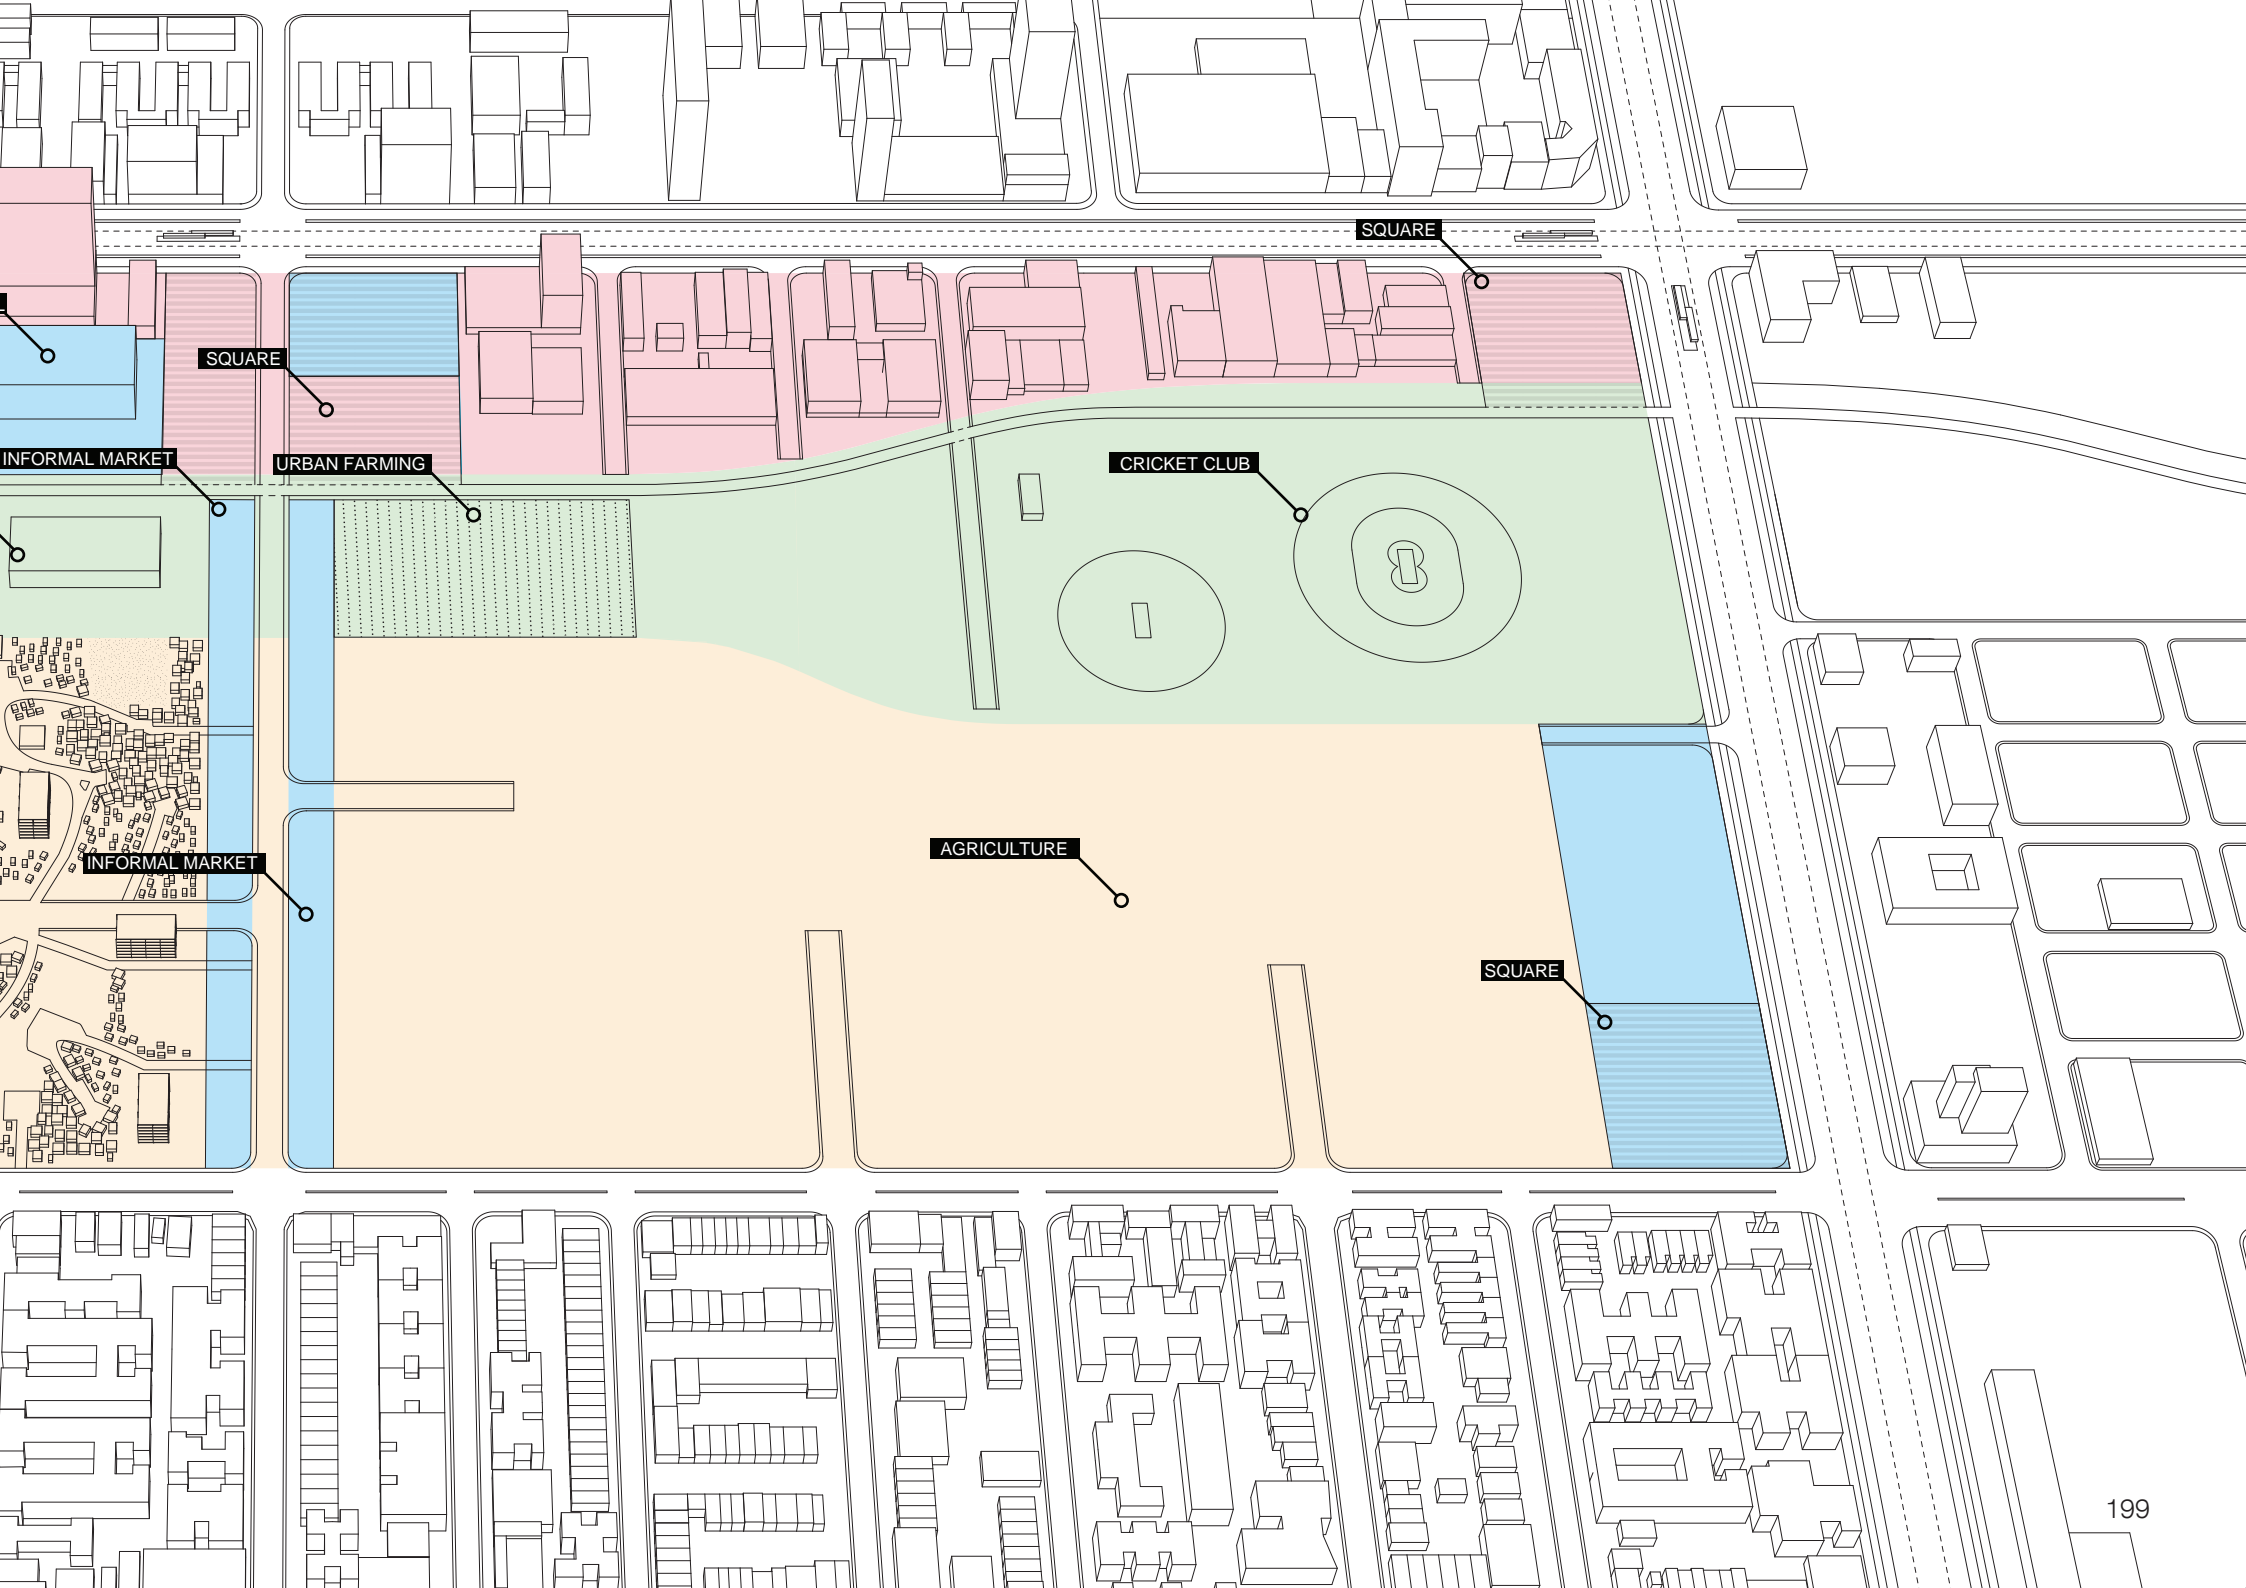 SQUARE
SQUARE
INFORMAL MARKET
URBAN FARMING
CRICKET CLUB
AGRICULTURE
INFORMAL MARKET
SQUARE
199